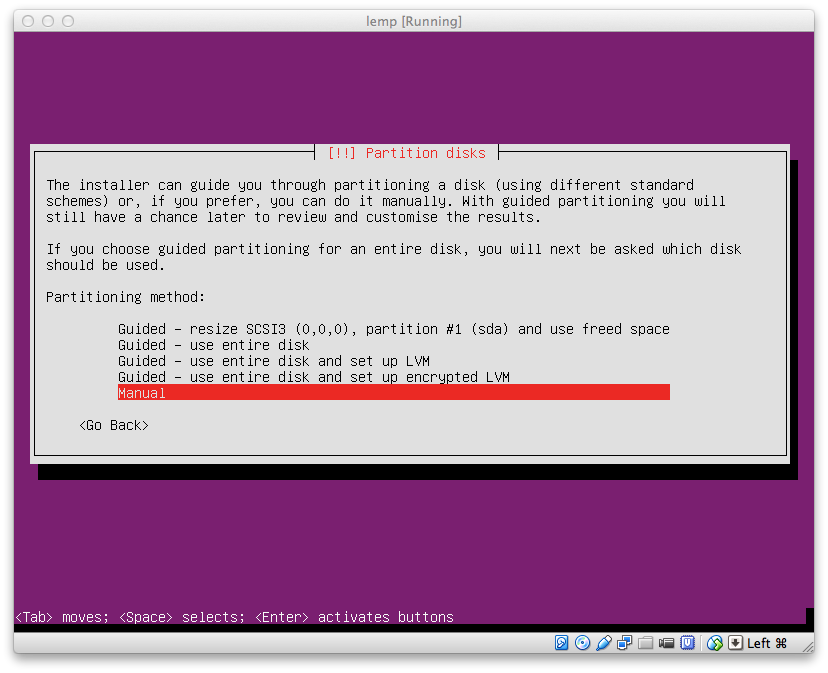 lemp [Running]
[!!] Partition disks
The installer can guide you through partitioning a disk (using different standard
schemes) or, if you prefer, you can do it manually. With guided partitioning you will
still have a chance later to review and customise the results.
If you choose guided partitioning for an entire disk, you will next be asked which disk
should be used.
Partitioning method:
Guided - resize SCSI3 (0,0,0), partition #1 (sda) and use freed space
Guided - use entire disk
Guided - use entire disk and set up LVM
Guided - use entire disk and set up encrypted LVM
Manual
<Go Back>
<Tab> moves; <Space> selects; <Enter> activates buttons
Left ⌘